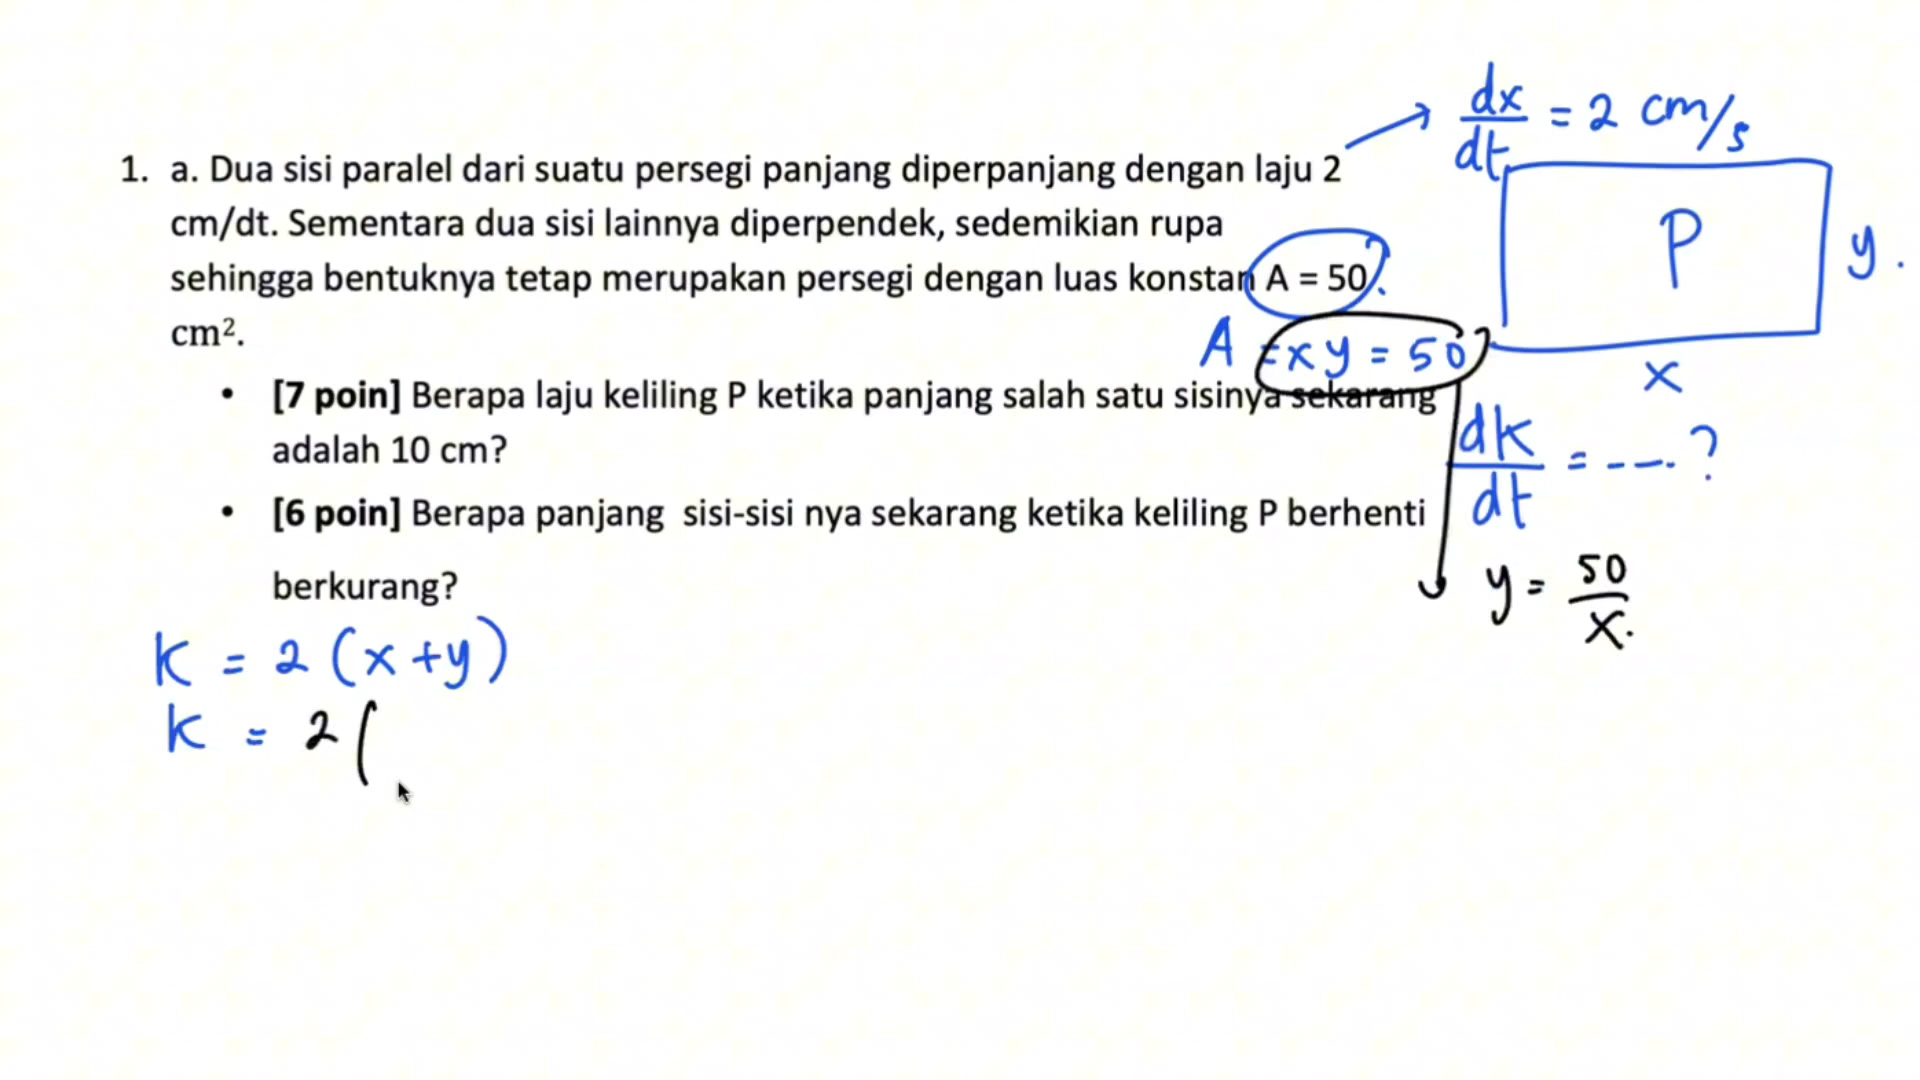 dx/dt = 2 cm/s
1. a. Dua sisi paralel dari suatu persegi panjang diperpanjang dengan laju 2
cm/dt. Sementara dua sisi lainnya diperpendek, sedemikian rupa
sehingga bentuknya tetap merupakan persegi dengan luas konstan A = 50
cm².
P
y.
A = xy = 50
x
• [7 poin] Berapa laju keliling P ketika panjang salah satu sisinya sekarang
adalah 10 cm?
dk/dt = ---- ?
• [6 poin] Berapa panjang sisi-sisi nya sekarang ketika keliling P berhenti
berkurang?
y = 50/x.
K = 2 (x+y)
K = 2 (